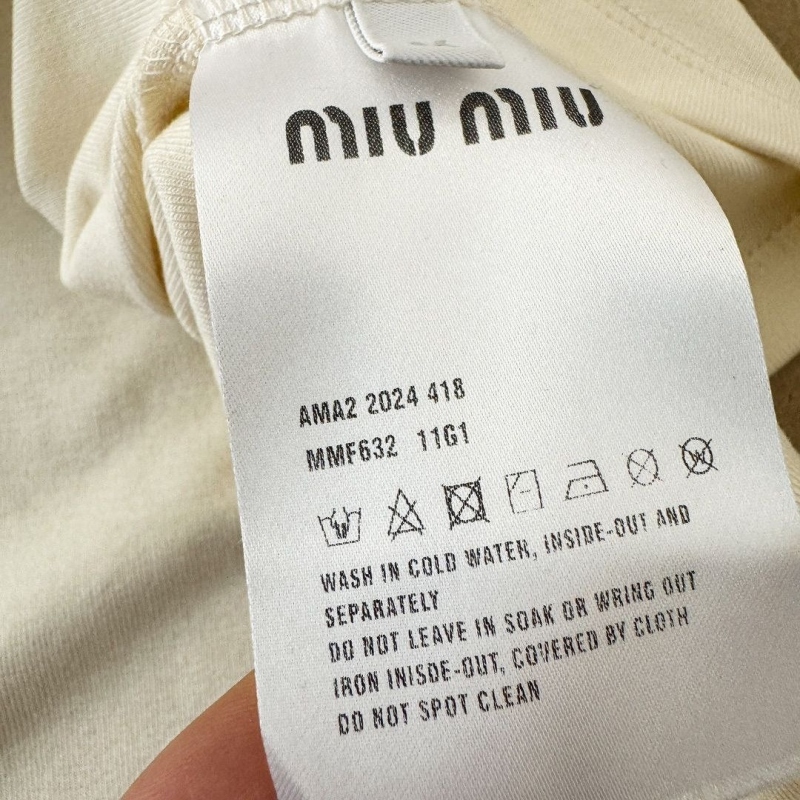 MIU MIU
AMA2 2024 418
MMF632 11G1
WASH IN COLD WATER, INSIDE-OUT AND
SEPARATELY
DO NOT LEAVE IN SOAK OR WRING OUT
IRON INISDE-OUT, COVERED BY CLOTH
DO NOT SPOT CLEAN